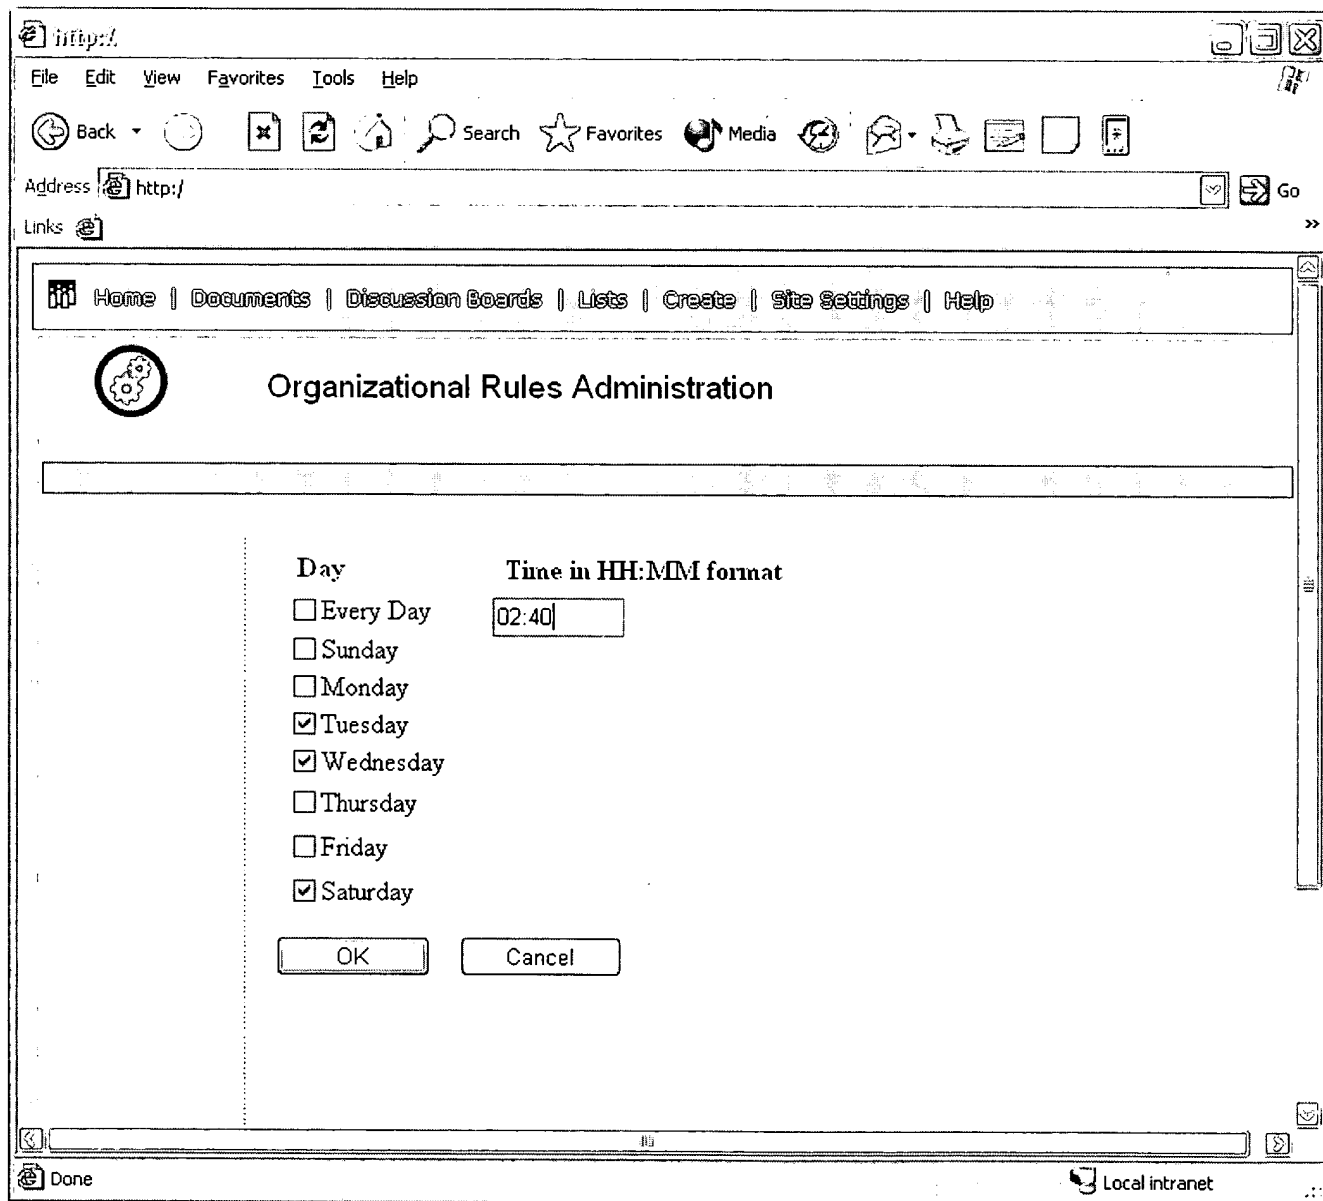 http:/
File Edit View Favorites Tools Help
Back Search Favorites Media
Address http:/ Go
Links »
Home | Documents | Discussion Boards | Lists | Create | Site Settings | Help
Organizational Rules Administration
Day Time in HH:MM format
Every Day 02:40
Sunday
Monday
Tuesday
Wednesday
Thursday
Friday
Saturday
OK Cancel
Done Local intranet